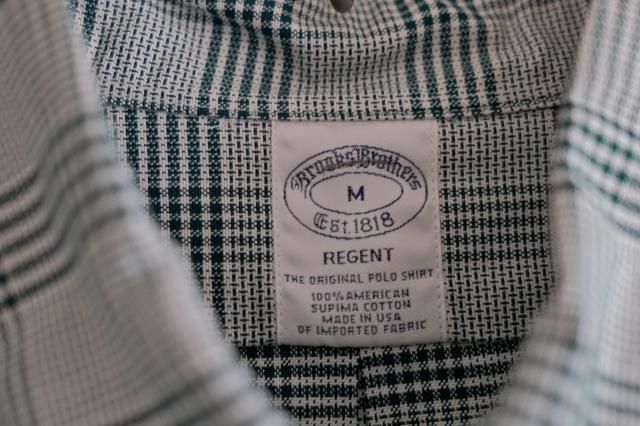 Brooks Brothers
M
Est. 1818
REGENT
THE ORIGINAL POLO SHIRT
100% AMERICAN
SUPIMA COTTON
MADE IN USA
OF IMPORTED FABRIC